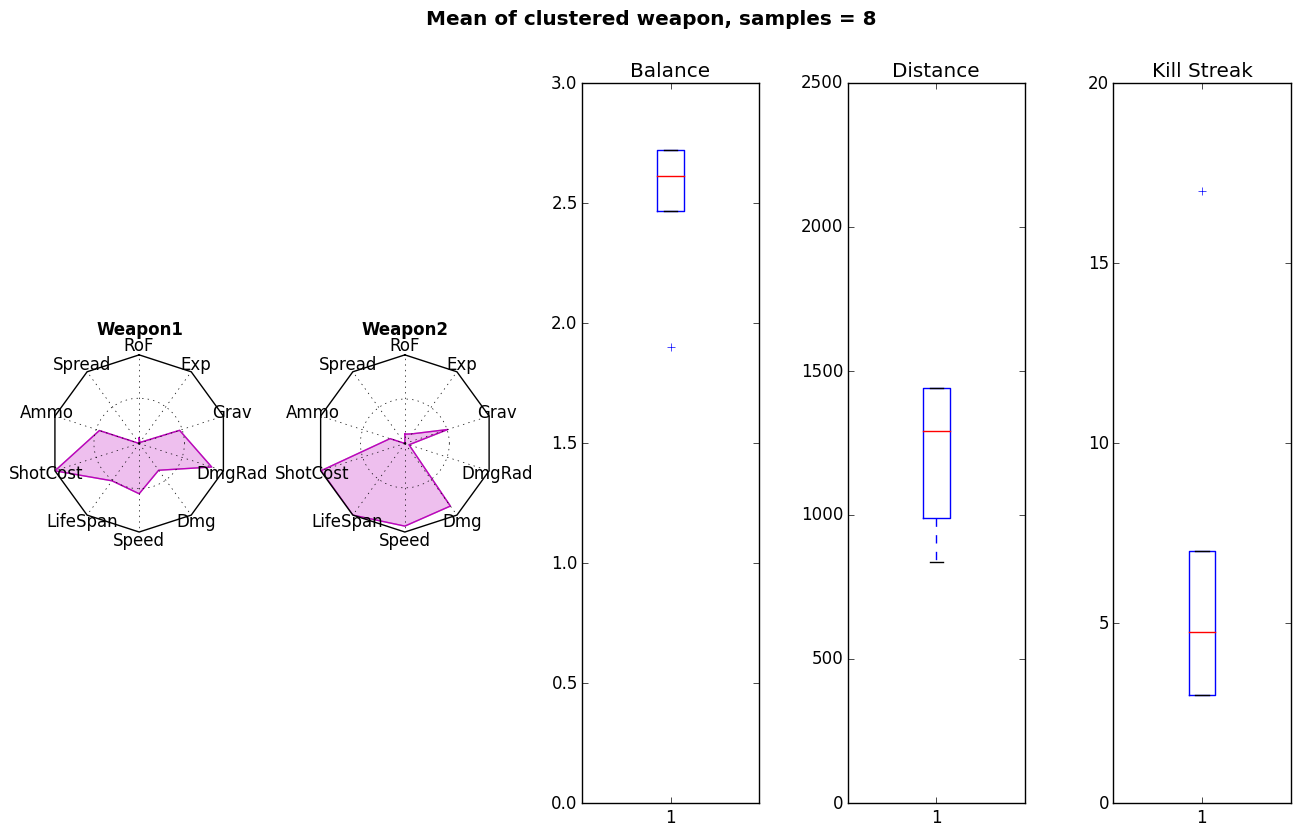 Mean of clustered weapon, samples = 8
Weapon1
RoF
Exp
Spread
Grav
Ammo
DmgRad
ShotCost
Dmg
LifeSpan
Speed
Weapon2
RoF
Exp
Spread
Grav
Ammo
DmgRad
ShotCost
Dmg
LifeSpan
Speed
Balance
3.0
2.5
2.0
1.5
1.0
0.5
0.0
1
Distance
2500
2000
1500
1000
500
0
1
Kill Streak
20
15
10
5
0
1